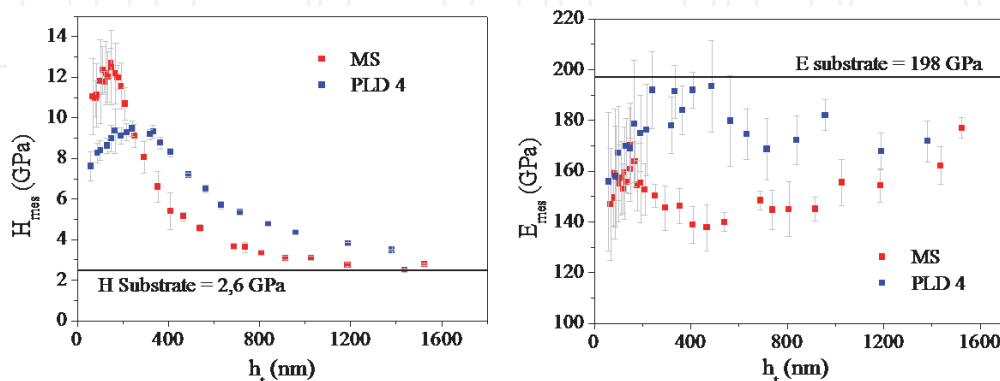 14
12
10
8
6
4
2
0
H_mes (GPa)
MS
PLD 4
H Substrate = 2,6 GPa
0 400 800 1200 1600
h_t (nm)
220
200
180
160
140
120
100
E_mes (GPa)
E substrate = 198 GPa
MS
PLD 4
0 400 800 1200 1600
h_t (nm)